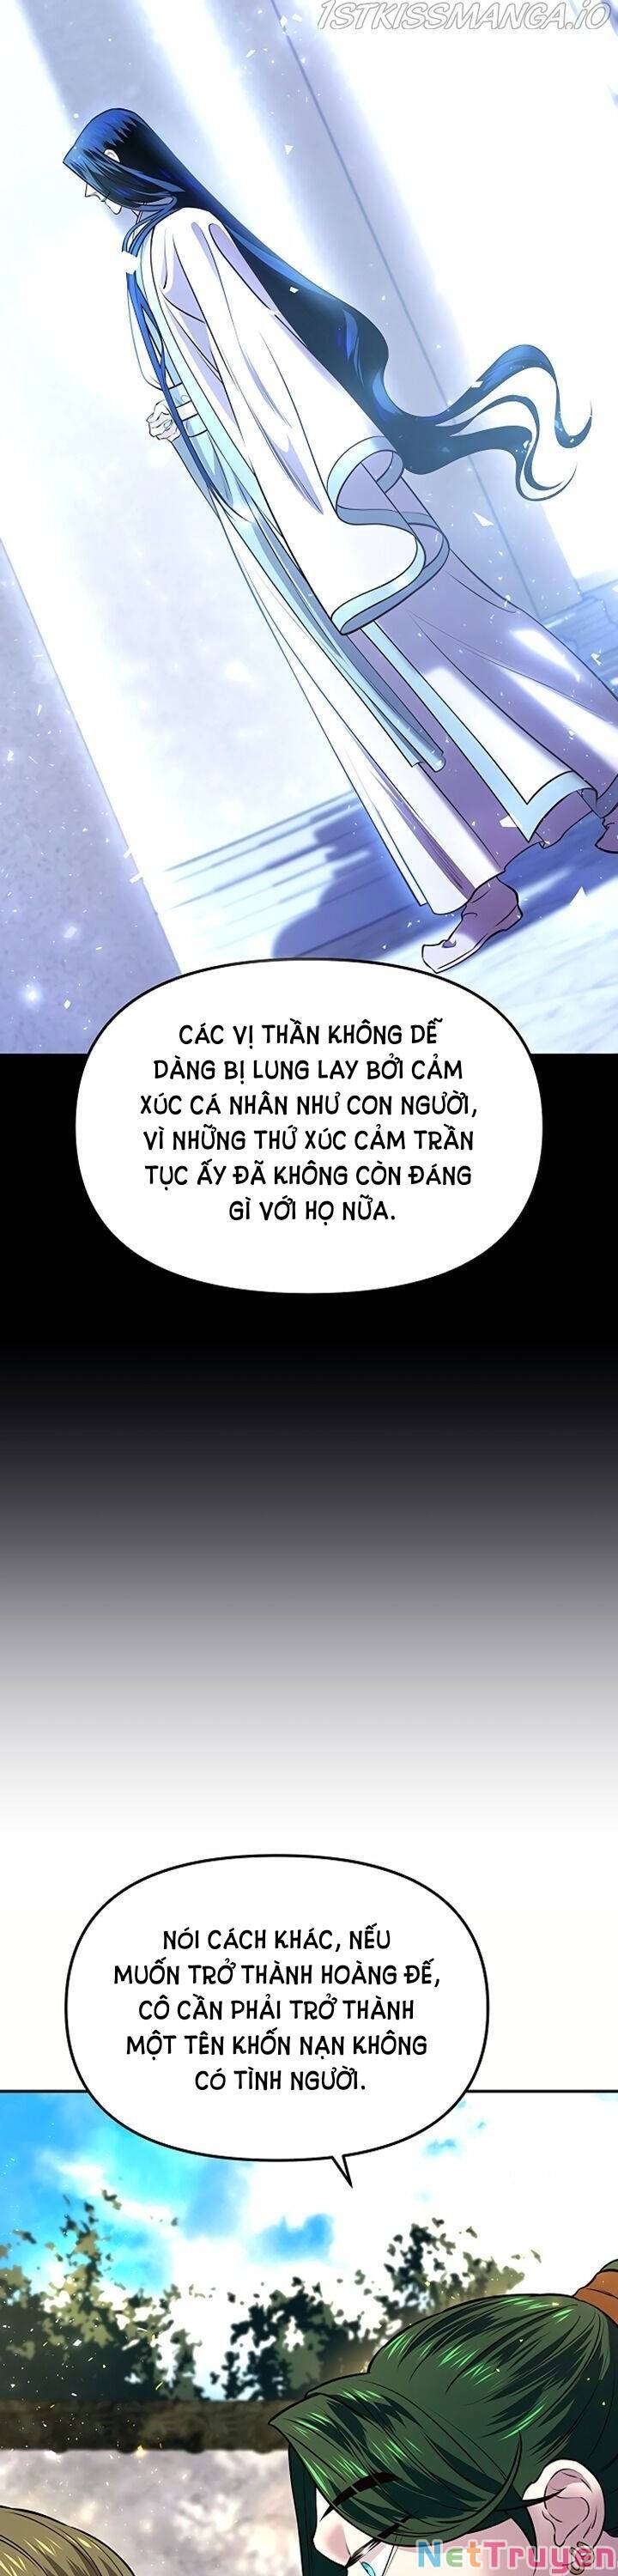 1STKISSMANGA.IO
CÁC VỊ THẦN KHÔNG DỄ
DÀNG BỊ LUNG LAY BỞI CẢM
XÚC CÁ NHÂN NHƯ CON NGƯỜI,
VÌ NHỮNG THỨ XÚC CẢM TRẦN
TỤC ẤY ĐÃ KHÔNG CÒN ĐÁNG
GÌ VỚI HỌ NỮA.
NÓI CÁCH KHÁC, NẾU
MUỐN TRỞ THÀNH HOÀNG ĐẾ,
CÔ CẦN PHẢI TRỞ THÀNH
MỘT TÊN KHỐN NẠN KHÔNG
CÓ TÌNH NGƯỜI.
NetTruyen